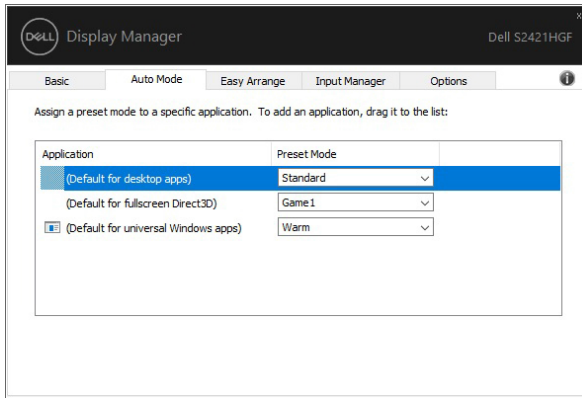 DELL Display Manager Dell S2421HGF
Basic Auto Mode Easy Arrange Input Manager Options
Assign a preset mode to a specific application. To add an application, drag it to the list:
Application Preset Mode
(Default for desktop apps) Standard
(Default for fullscreen Direct3D) Game1
(Default for universal Windows apps) Warm